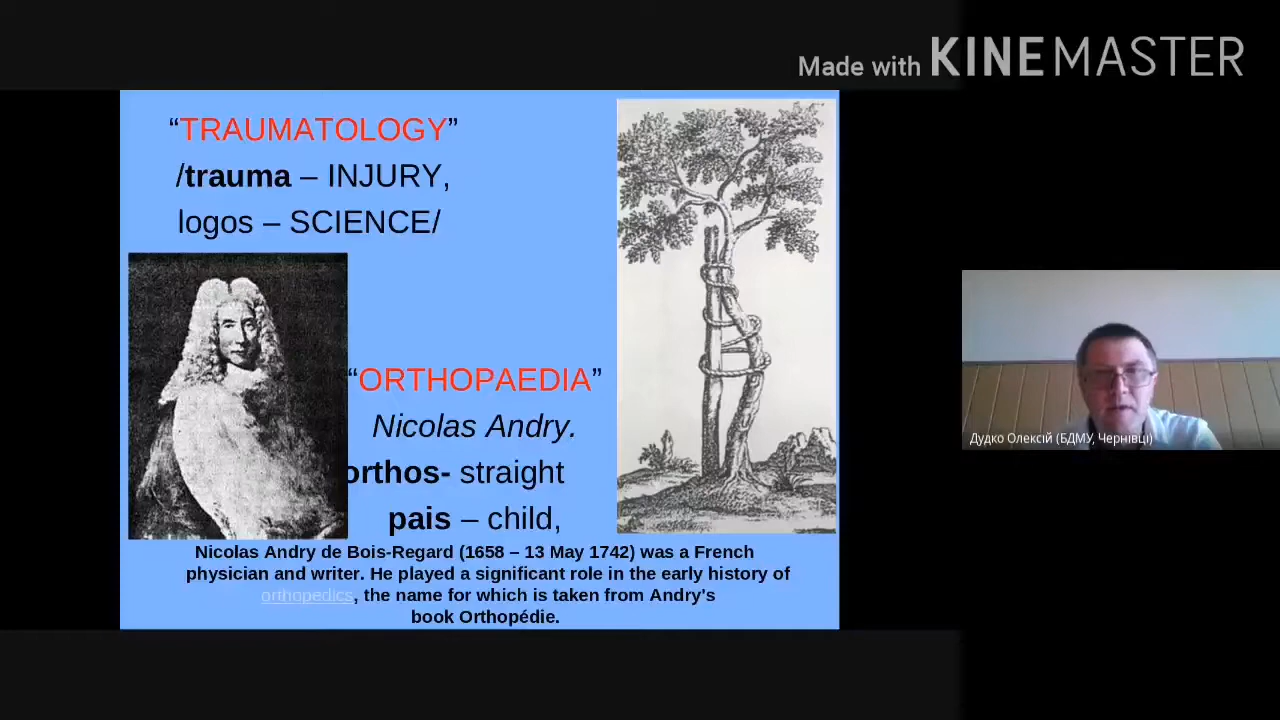 Made with KINEMASTER
“TRAUMATOLOGY”
/trauma – INJURY,
logos – SCIENCE/
“ORTHOPAEDIA”
Nicolas Andry.
orthos- straight
pais – child,
Nicolas Andry de Bois-Regard (1658 – 13 May 1742) was a French
physician and writer. He played a significant role in the early history of
orthopedics, the name for which is taken from Andry's
book Orthopédie.
Дудко Олексій (БДМУ, Чернівці)